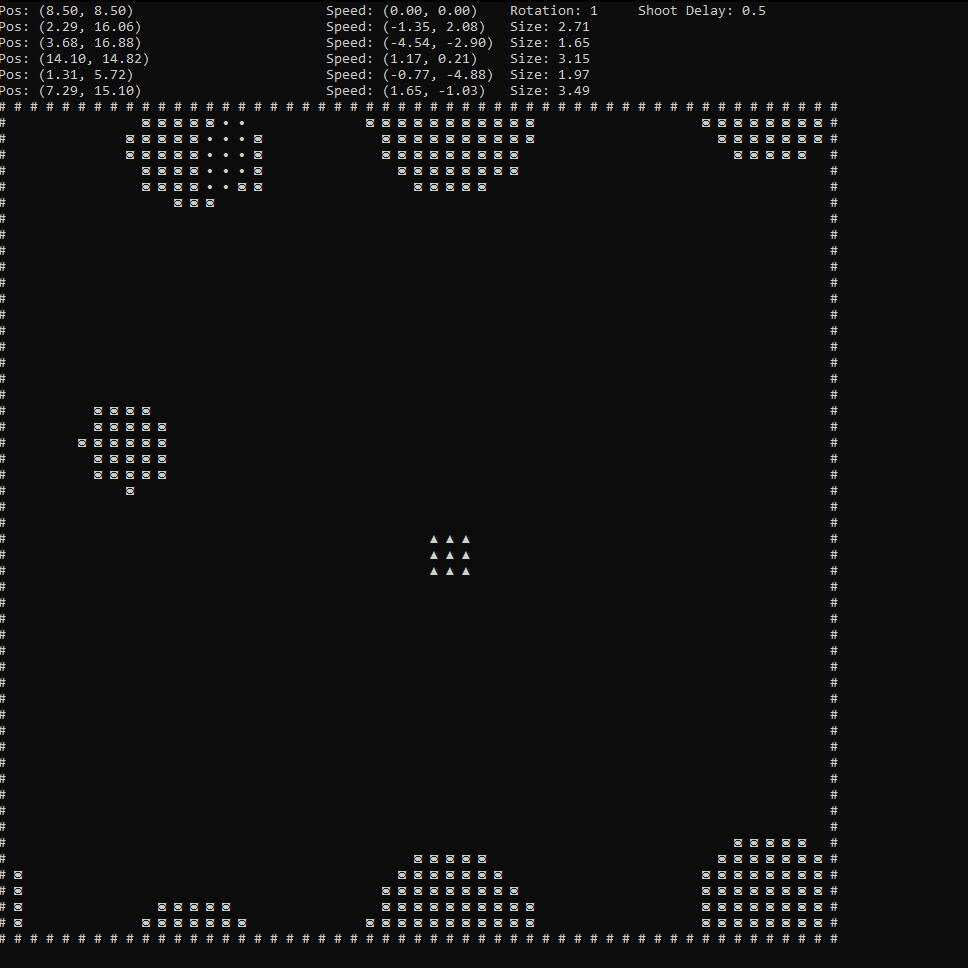 Pos: (8.50, 8.50) Speed: (0.00, 0.00) Rotation: 1 Shoot Delay: 0.5
Pos: (2.29, 16.06) Speed: (-1.35, 2.08) Size: 2.71
Pos: (3.68, 16.88) Speed: (-4.54, -2.90) Size: 1.65
Pos: (14.10, 14.82) Speed: (1.17, 0.21) Size: 3.15
Pos: (1.31, 5.72) Speed: (-0.77, -4.88) Size: 1.97
Pos: (7.29, 15.10) Speed: (1.65, -1.03) Size: 3.49